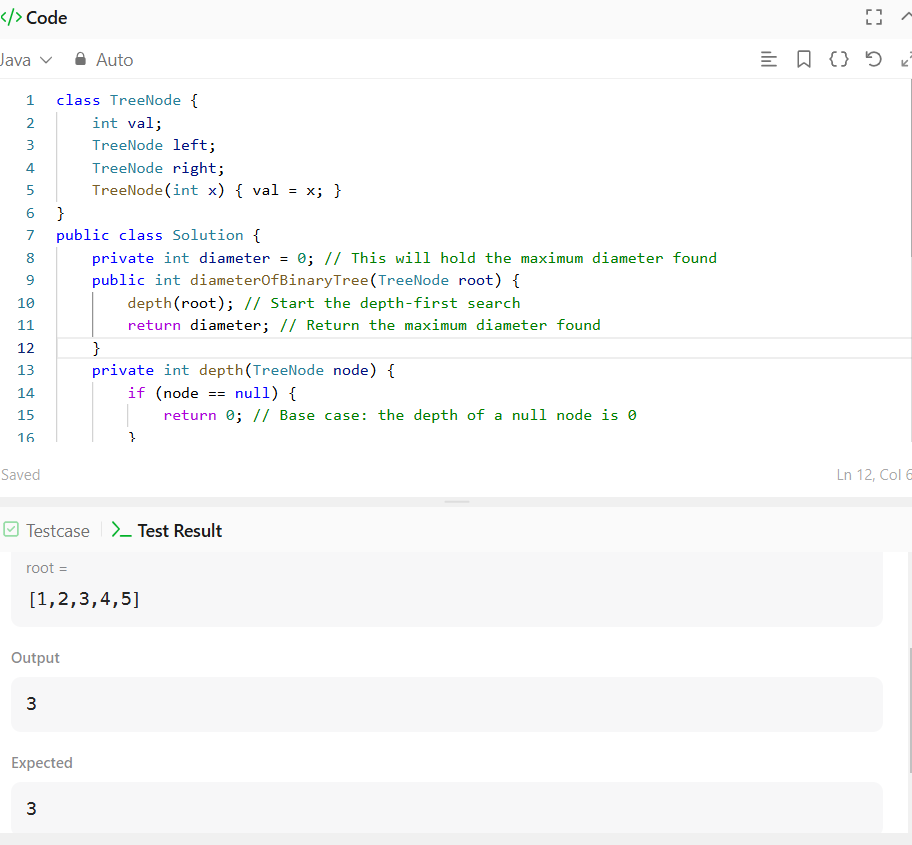 </> Code
Java Auto
1 class TreeNode {
2 int val;
3 TreeNode left;
4 TreeNode right;
5 TreeNode(int x) { val = x; }
6 }
7 public class Solution {
8 private int diameter = 0; // This will hold the maximum diameter found
9 public int diameterOfBinaryTree(TreeNode root) {
10 depth(root); // Start the depth-first search
11 return diameter; // Return the maximum diameter found
12 }
13 private int depth(TreeNode node) {
14 if (node == null) {
15 return 0; // Base case: the depth of a null node is 0
16 }
Saved Ln 12, Col 6
Testcase >_ Test Result
root =
[1,2,3,4,5]
Output
3
Expected
3